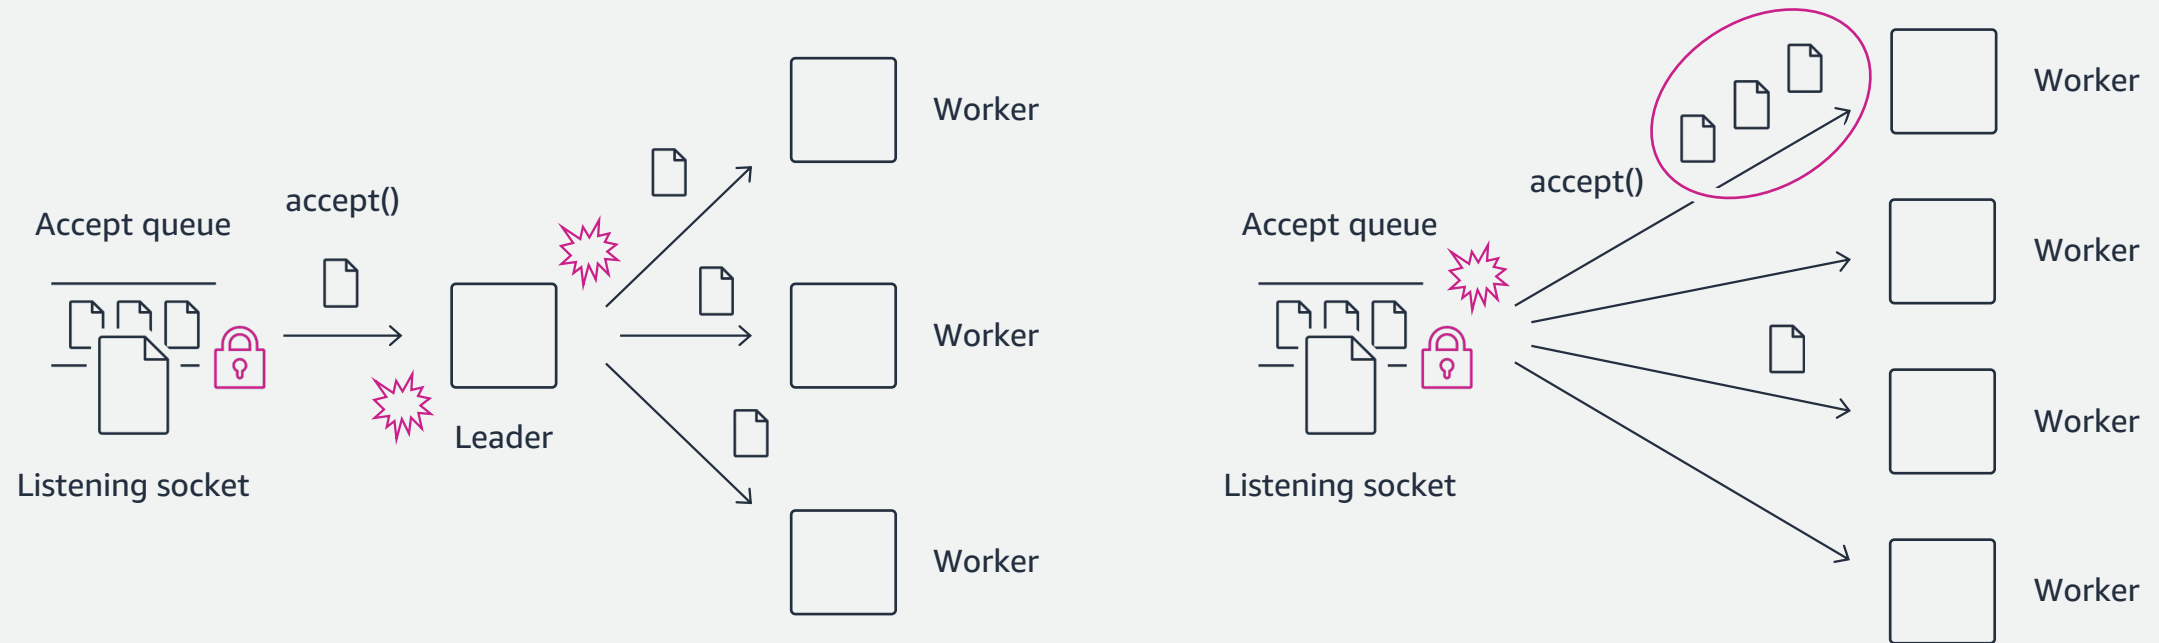 accept()
Accept queue
Listening socket
Leader
Worker
Worker
Worker
accept()
Accept queue
Listening socket
Worker
Worker
Worker
Worker